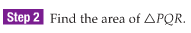 Step 2 Find the area of △PQR.